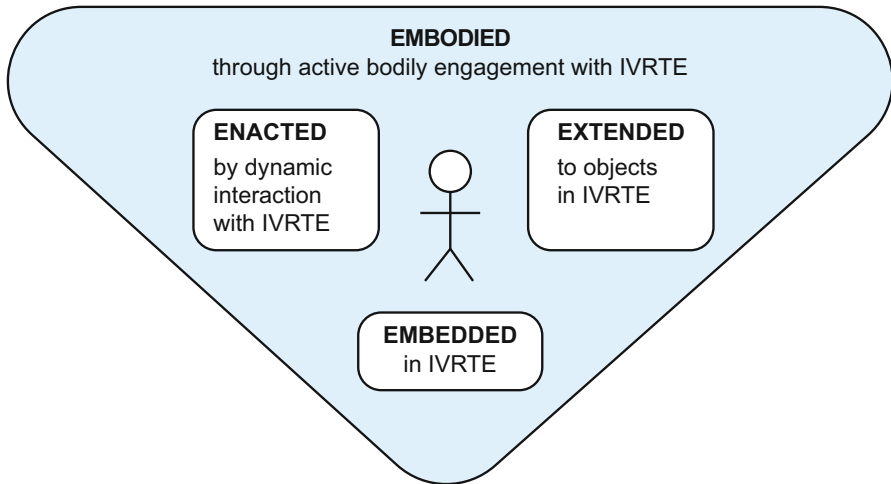 EMBODIED
through active bodily engagement with IVRTE
ENACTED
by dynamic
interaction
with IVRTE
EXTENDED
to objects
in IVRTE
EMBEDDED
in IVRTE